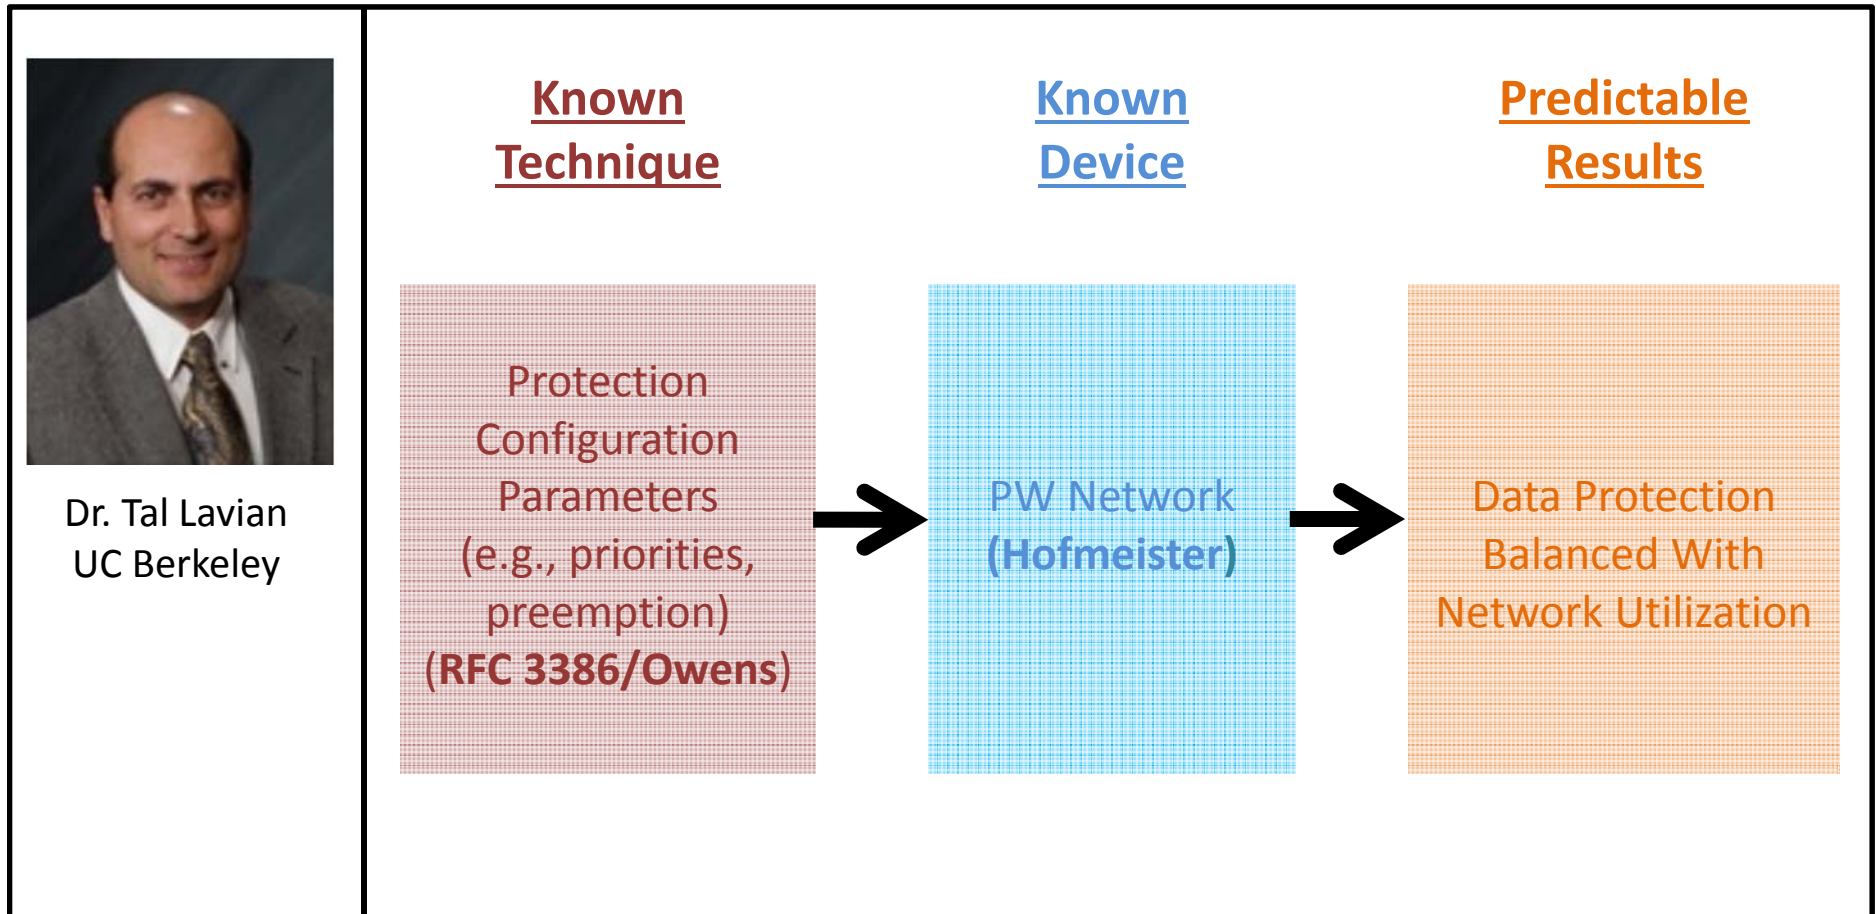 Dr. Tal Lavian
UC Berkeley
Known
Technique
Protection
Configuration
Parameters
(e.g., priorities,
preemption)
(RFC 3386/Owens)
Known
Device
PW Network
(Hofmeister)
Predictable
Results
Data Protection
Balanced With
Network Utilization